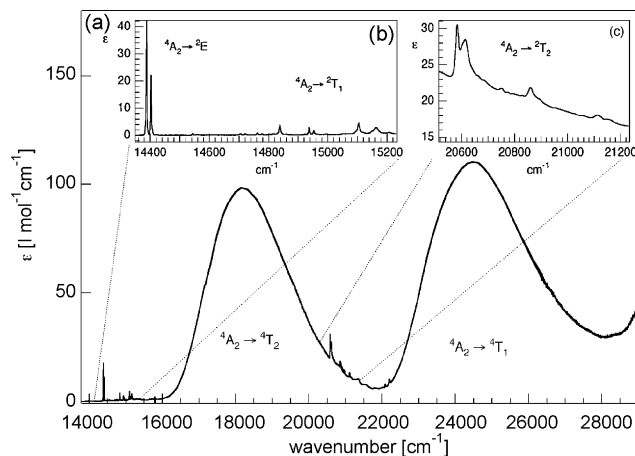 (a)
ε
40
30
20
10
0
⁴A₂→²E
(b)
⁴A₂→²T₁
14400 14600 14800 15000 15200
cm⁻¹
(c)
ε
30
25
20
15
⁴A₂→²T₂
20600 20800 21000 21200
cm⁻¹
ε [l mol⁻¹cm⁻¹]
150
100
50
0
⁴A₂→⁴T₂
⁴A₂→⁴T₁
14000 16000 18000 20000 22000 24000 26000 28000
wavenumber [cm⁻¹]